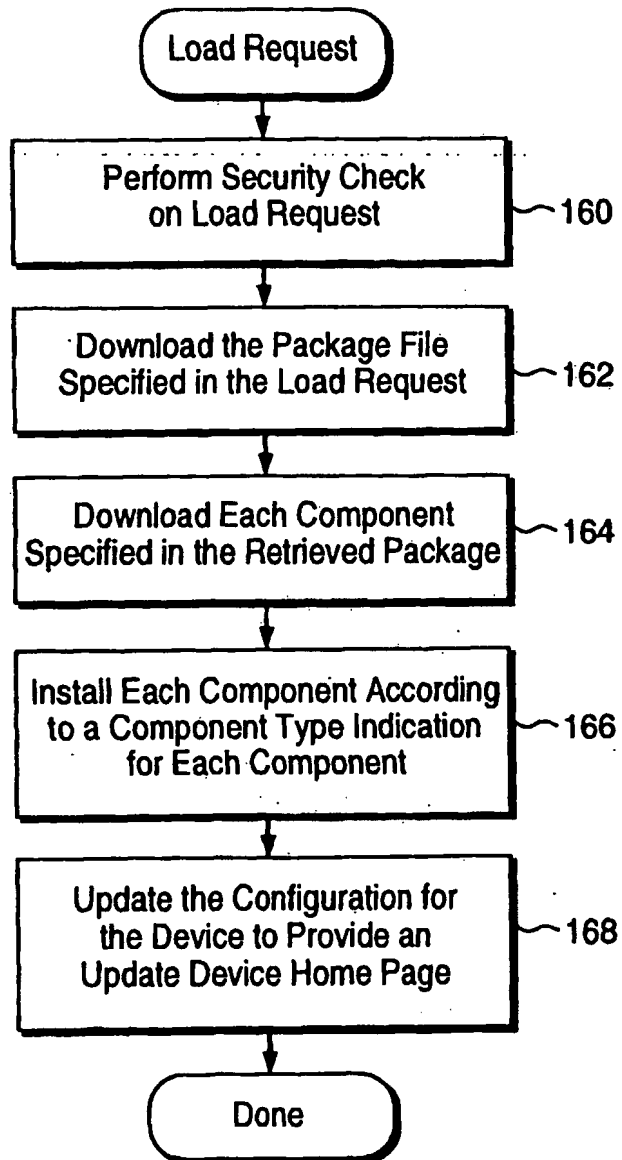 Load Request
Perform Security Check
on Load Request
160
Download the Package File
Specified in the Load Request
162
Download Each Component
Specified in the Retrieved Package
164
Install Each Component According
to a Component Type Indication
for Each Component
166
Update the Configuration for
the Device to Provide an
Update Device Home Page
168
Done